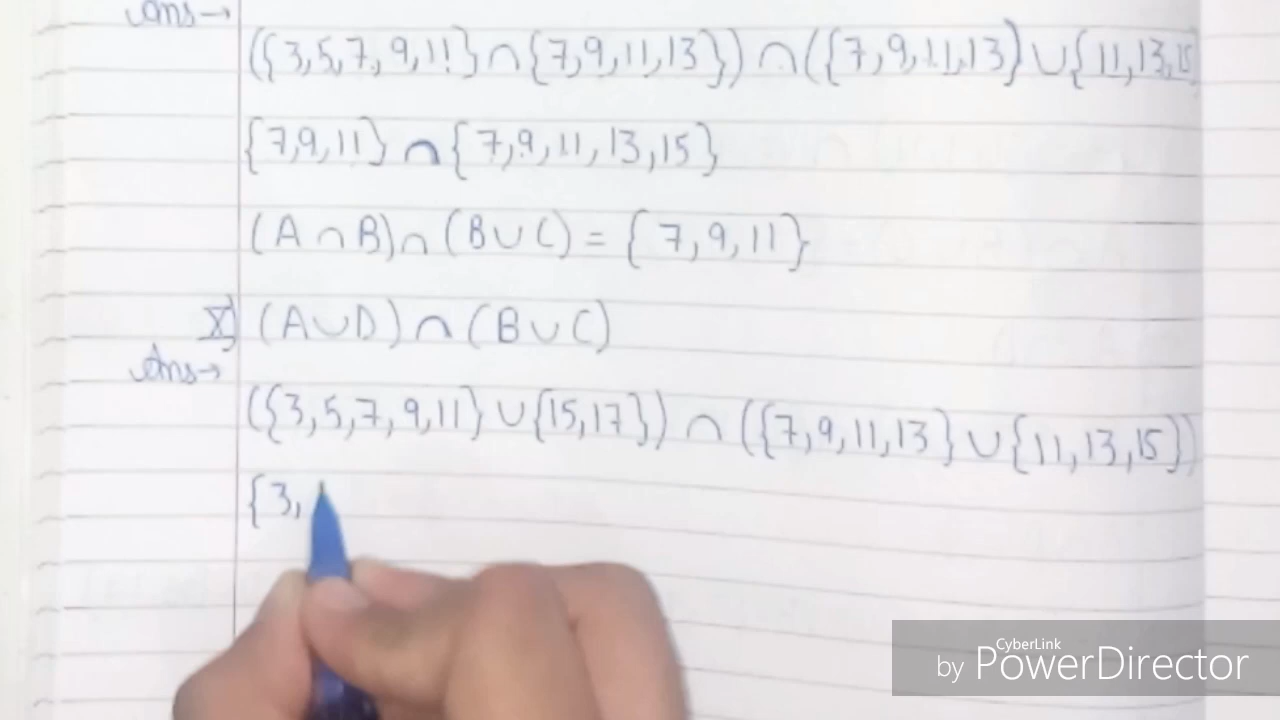 Ans→
(({3,5,7,9,11}∩{7,9,11,13})∩({7,9,11,13)∪{11,13,15
{7,9,11}∩{7,9,11,13,15}
(A∩B)∩(B∪C)={7,9,11}
X) (A∪D)∩(B∪C)
Ans→
(({3,5,7,9,11}∪{15,17})∩({7,9,11,13}∪{11,13,15}))
{3,
CyberLink
by PowerDirector